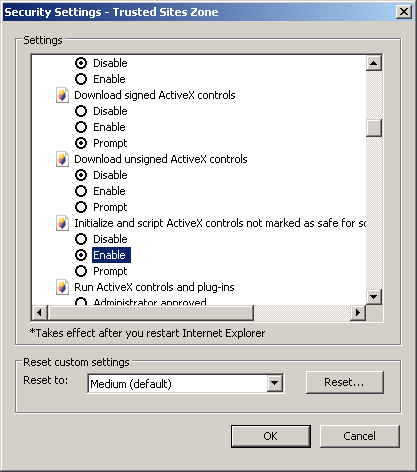 Security Settings - Trusted Sites Zone
Settings
Disable
Enable
Download signed ActiveX controls
Disable
Enable
Prompt
Download unsigned ActiveX controls
Disable
Enable
Prompt
Initialize and script ActiveX controls not marked as safe for sc
Disable
Enable
Prompt
Run ActiveX controls and plug-ins
Administrator approved
*Takes effect after you restart Internet Explorer
Reset custom settings
Reset to: Medium (default) Reset...
OK Cancel